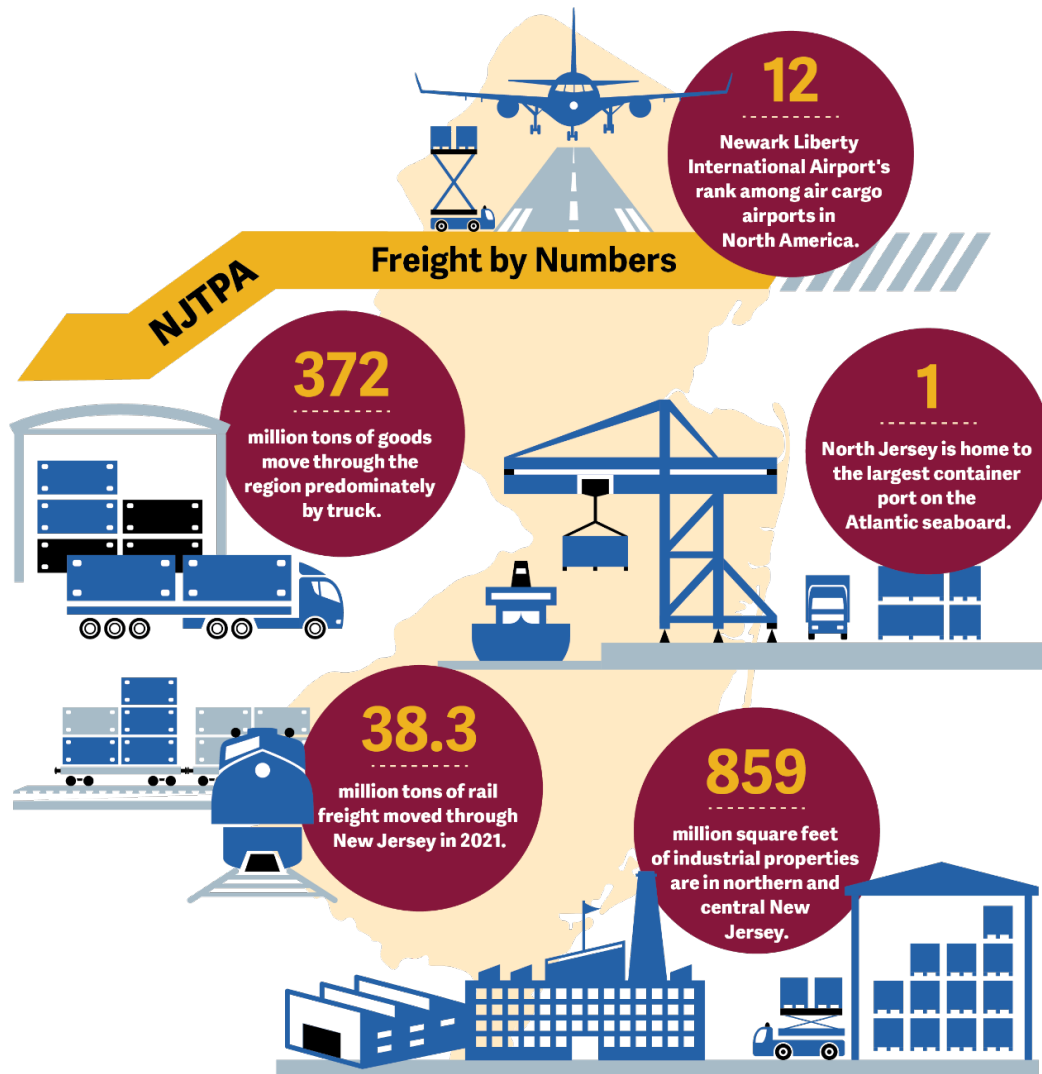 12
Newark Liberty
International Airport's
rank among air cargo
airports in
North America.
NJTPA
Freight by Numbers
372
million tons of goods
move through the
region predominately
by truck.
1
North Jersey is home to
the largest container
port on the
Atlantic seaboard.
38.3
million tons of rail
freight moved through
New Jersey in 2021.
859
million square feet
of industrial properties
are in northern and
central New
Jersey.